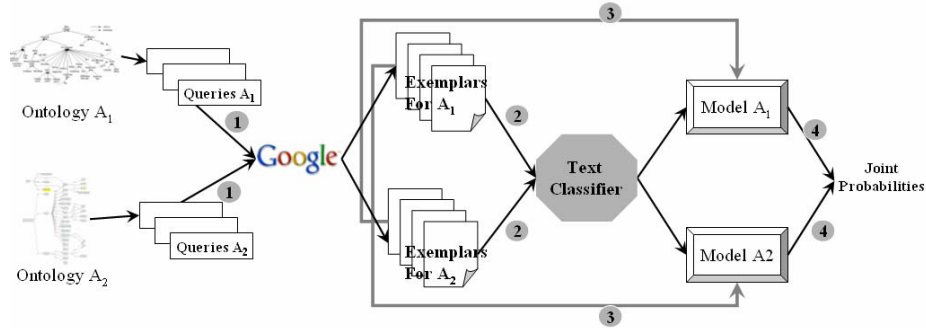 3
Ontology A1
Queries A1
1
Google
Exemplars
For A1
2
Text
Classifier
Model A1
4
Joint
Probabilities
1
Ontology A2
Queries A2
Exemplars
For A2
2
Model A2
4
3